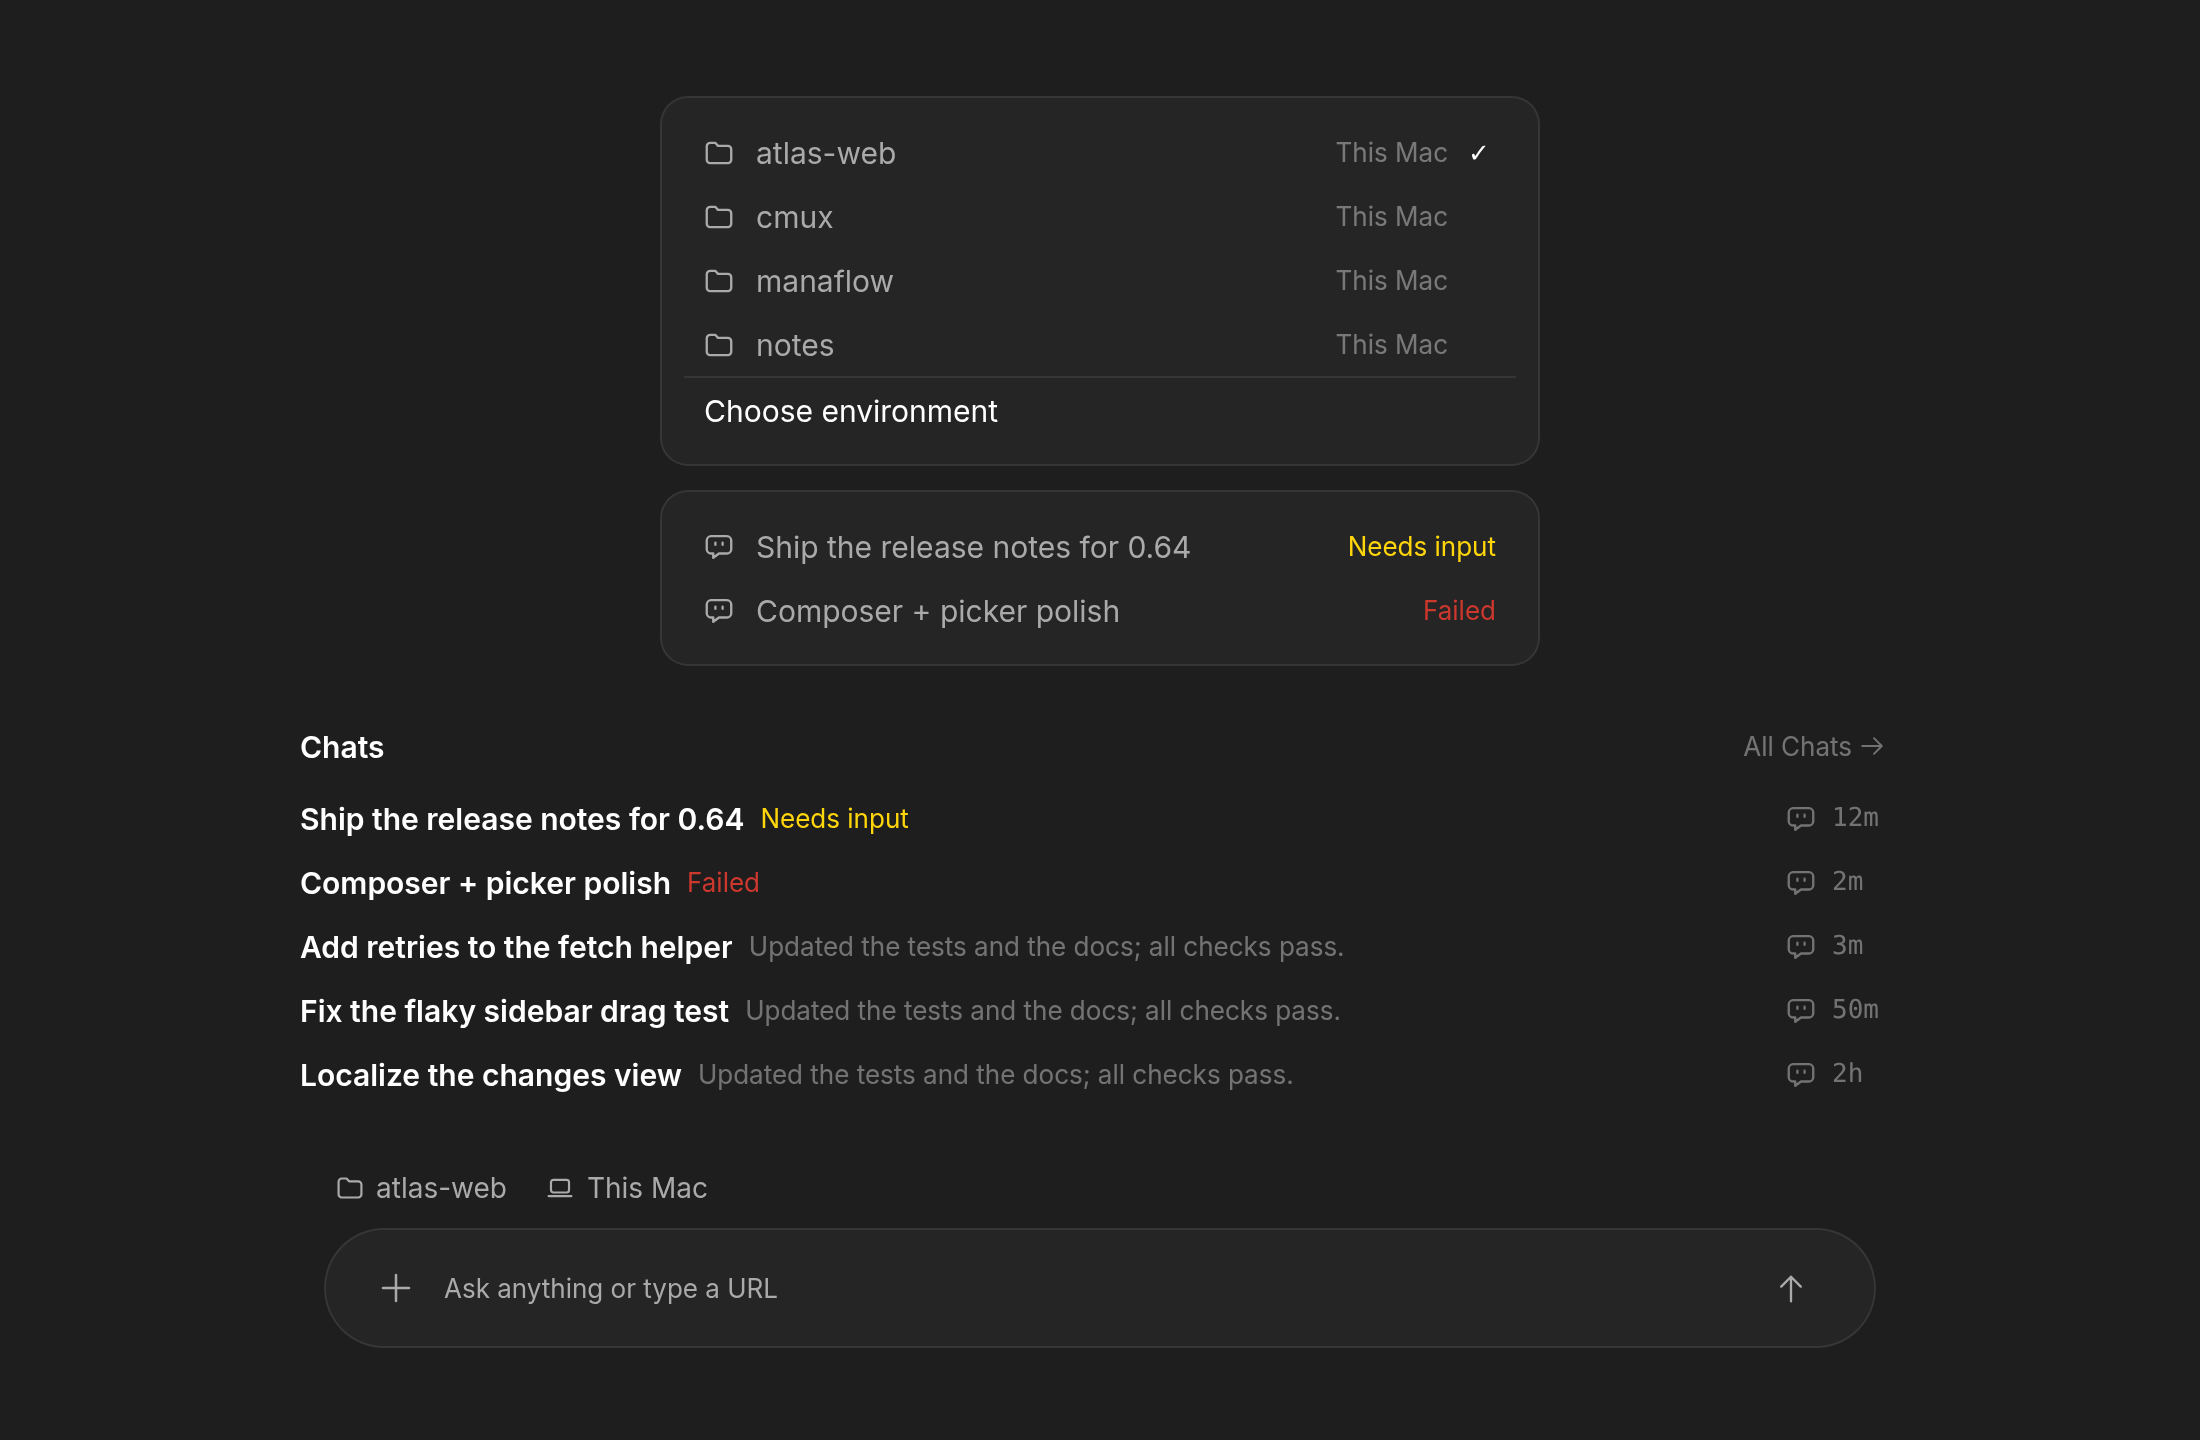 atlas-web This Mac ✓
cmux This Mac
manaflow This Mac
notes This Mac
Choose environment
Ship the release notes for 0.64 Needs input
Composer + picker polish Failed
Chats All Chats →
Ship the release notes for 0.64 Needs input 12m
Composer + picker polish Failed 2m
Add retries to the fetch helper Updated the tests and the docs; all checks pass. 3m
Fix the flaky sidebar drag test Updated the tests and the docs; all checks pass. 50m
Localize the changes view Updated the tests and the docs; all checks pass. 2h
atlas-web This Mac
Ask anything or type a URL